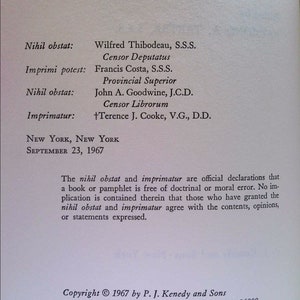 Nihil obstat: Wilfred Thibodeau, S.S.S.
Censor Deputatus
Imprimi potest: Francis Costa, S.S.S.
Provincial Superior
Nihil obstat: John A. Goodwine, J.C.D.
Censor Librorum
Imprimatur: †Terence J. Cooke, V.G., D.D.
New York, New York
September 23, 1967
The nihil obstat and imprimatur are official declarations that
a book or pamphlet is free of doctrinal or moral error. No im-
plication is contained therein that those who have granted the
nihil obstat and imprimatur agree with the contents, opinions,
or statements expressed.
Copyright © 1967 by P. J. Kenedy and Sons